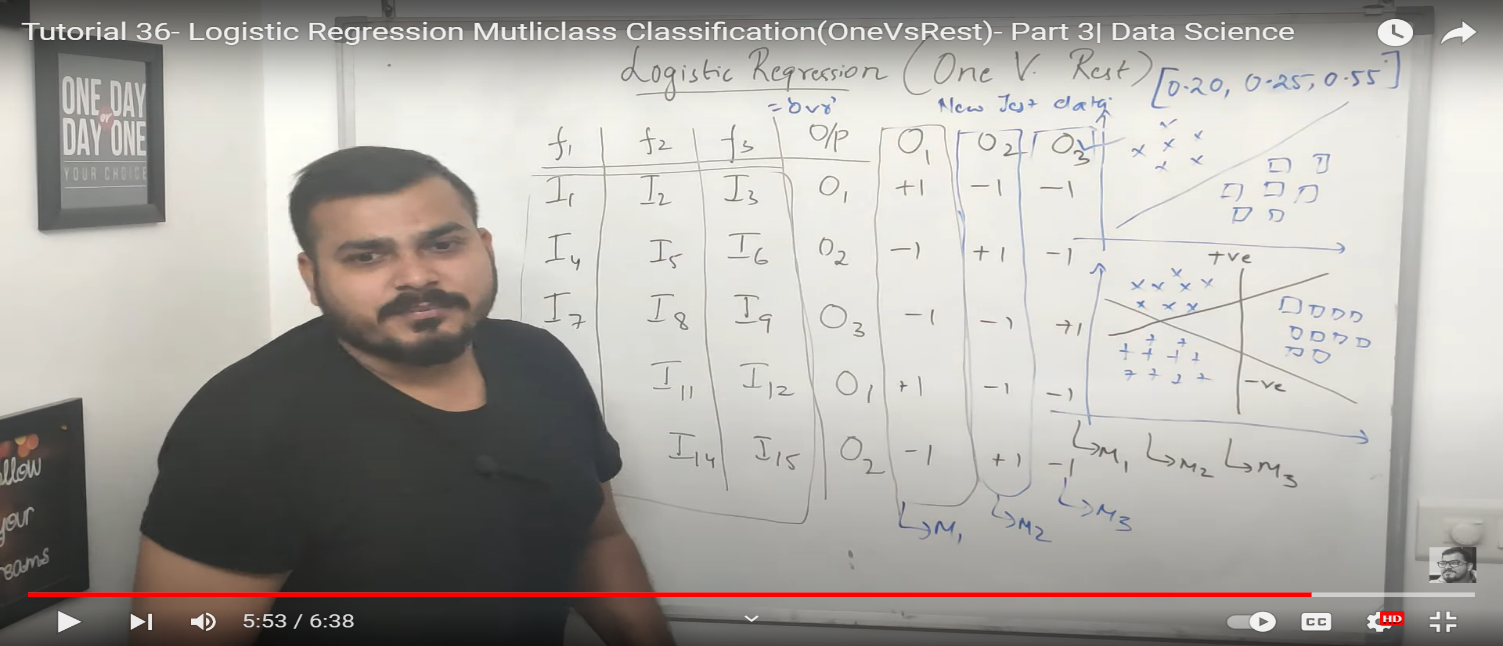 Tutorial 36- Logistic Regression Mutliclass Classification(OneVsRest)- Part 3| Data Science
ONE DAY
or
DAY ONE
YOUR CHOICE
Logistic Regression (One V. Rest)
[0.20, 0.25, 0.55]
= 'ovr'
New Test data
f1 f2 f3 O/P O1 O2 O3
I1 I2 I3 O1 +1 -1 -1
I4 I5 I6 O2 -1 +1 -1
I7 I8 I9 O3 -1 -1 +1
I11 I12 O1 +1 -1 -1
I14 I15 O2 -1 +1 -1
M1 M2 M3
+ve
-ve
M1 M2 M3
your
5:53 / 6:38
CC
HD